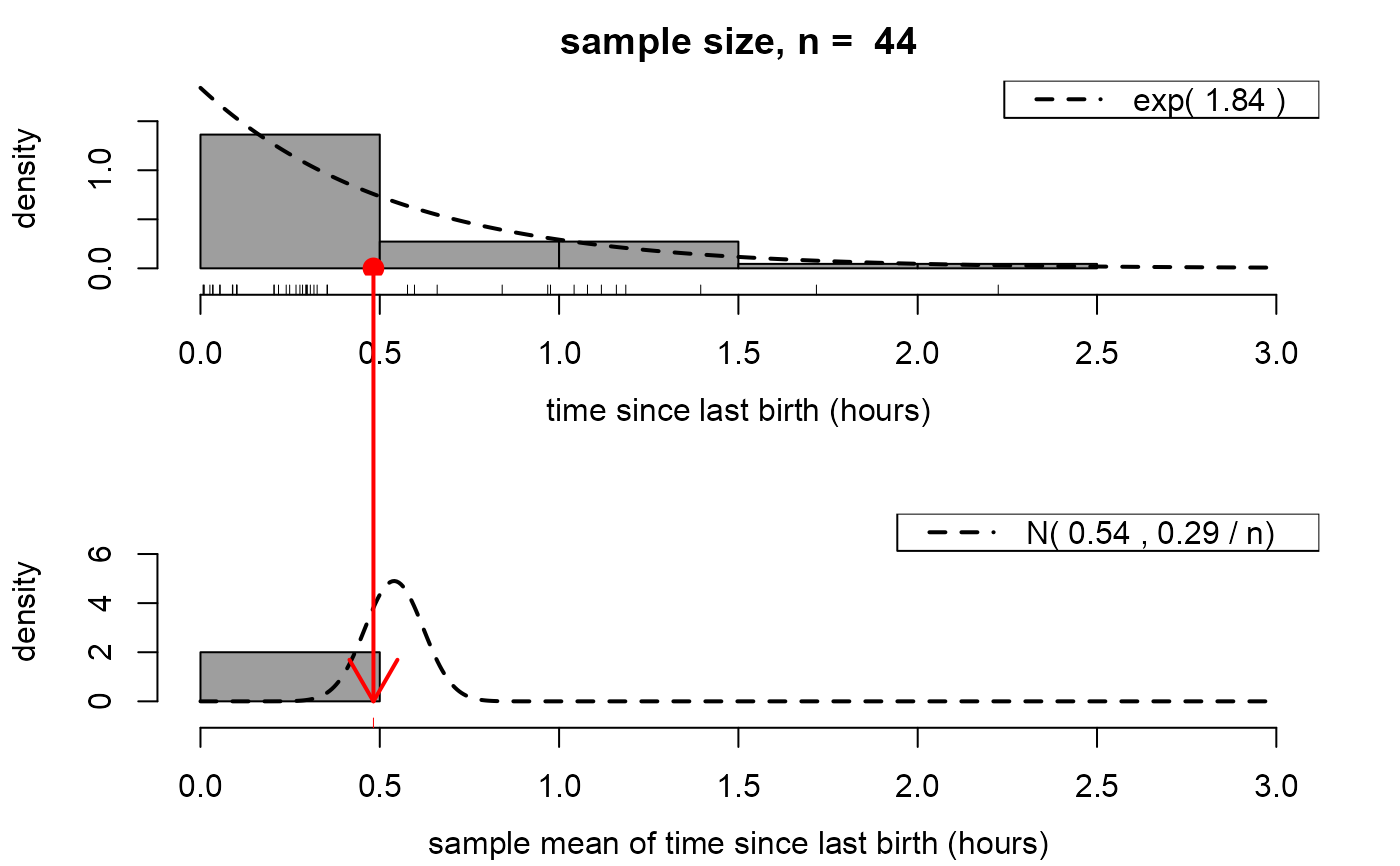 sample size, n =  44
exp( 1.84 )
density
1.0
0.0
0.0 0.5 1.0 1.5 2.0 2.5 3.0
time since last birth (hours)
N( 0.54 , 0.29 / n)
density
6
4
2
0
0.0 0.5 1.0 1.5 2.0 2.5 3.0
sample mean of time since last birth (hours)